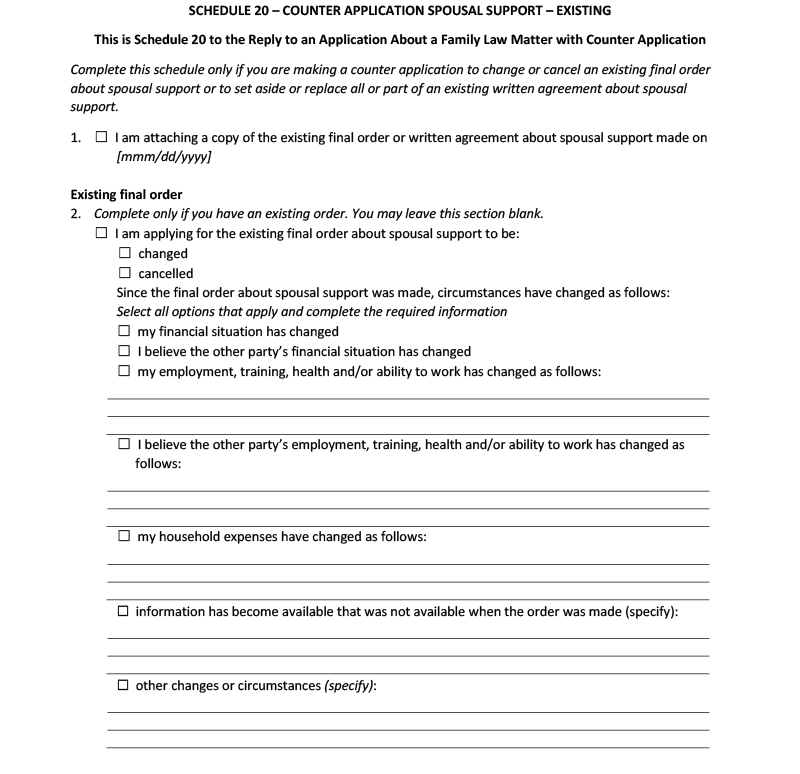 SCHEDULE 20 – COUNTER APPLICATION SPOUSAL SUPPORT – EXISTING
This is Schedule 20 to the Reply to an Application About a Family Law Matter with Counter Application
Complete this schedule only if you are making a counter application to change or cancel an existing final order
about spousal support or to set aside or replace all or part of an existing written agreement about spousal
support.
1. ☐ I am attaching a copy of the existing final order or written agreement about spousal support made on
[mmm/dd/yyyy]
Existing final order
2. Complete only if you have an existing order. You may leave this section blank.
☐ I am applying for the existing final order about spousal support to be:
☐ changed
☐ cancelled
Since the final order about spousal support was made, circumstances have changed as follows:
Select all options that apply and complete the required information
☐ my financial situation has changed
☐ I believe the other party’s financial situation has changed
☐ my employment, training, health and/or ability to work has changed as follows:
☐ I believe the other party’s employment, training, health and/or ability to work has changed as
follows:
☐ my household expenses have changed as follows:
☐ information has become available that was not available when the order was made (specify):
☐ other changes or circumstances (specify):